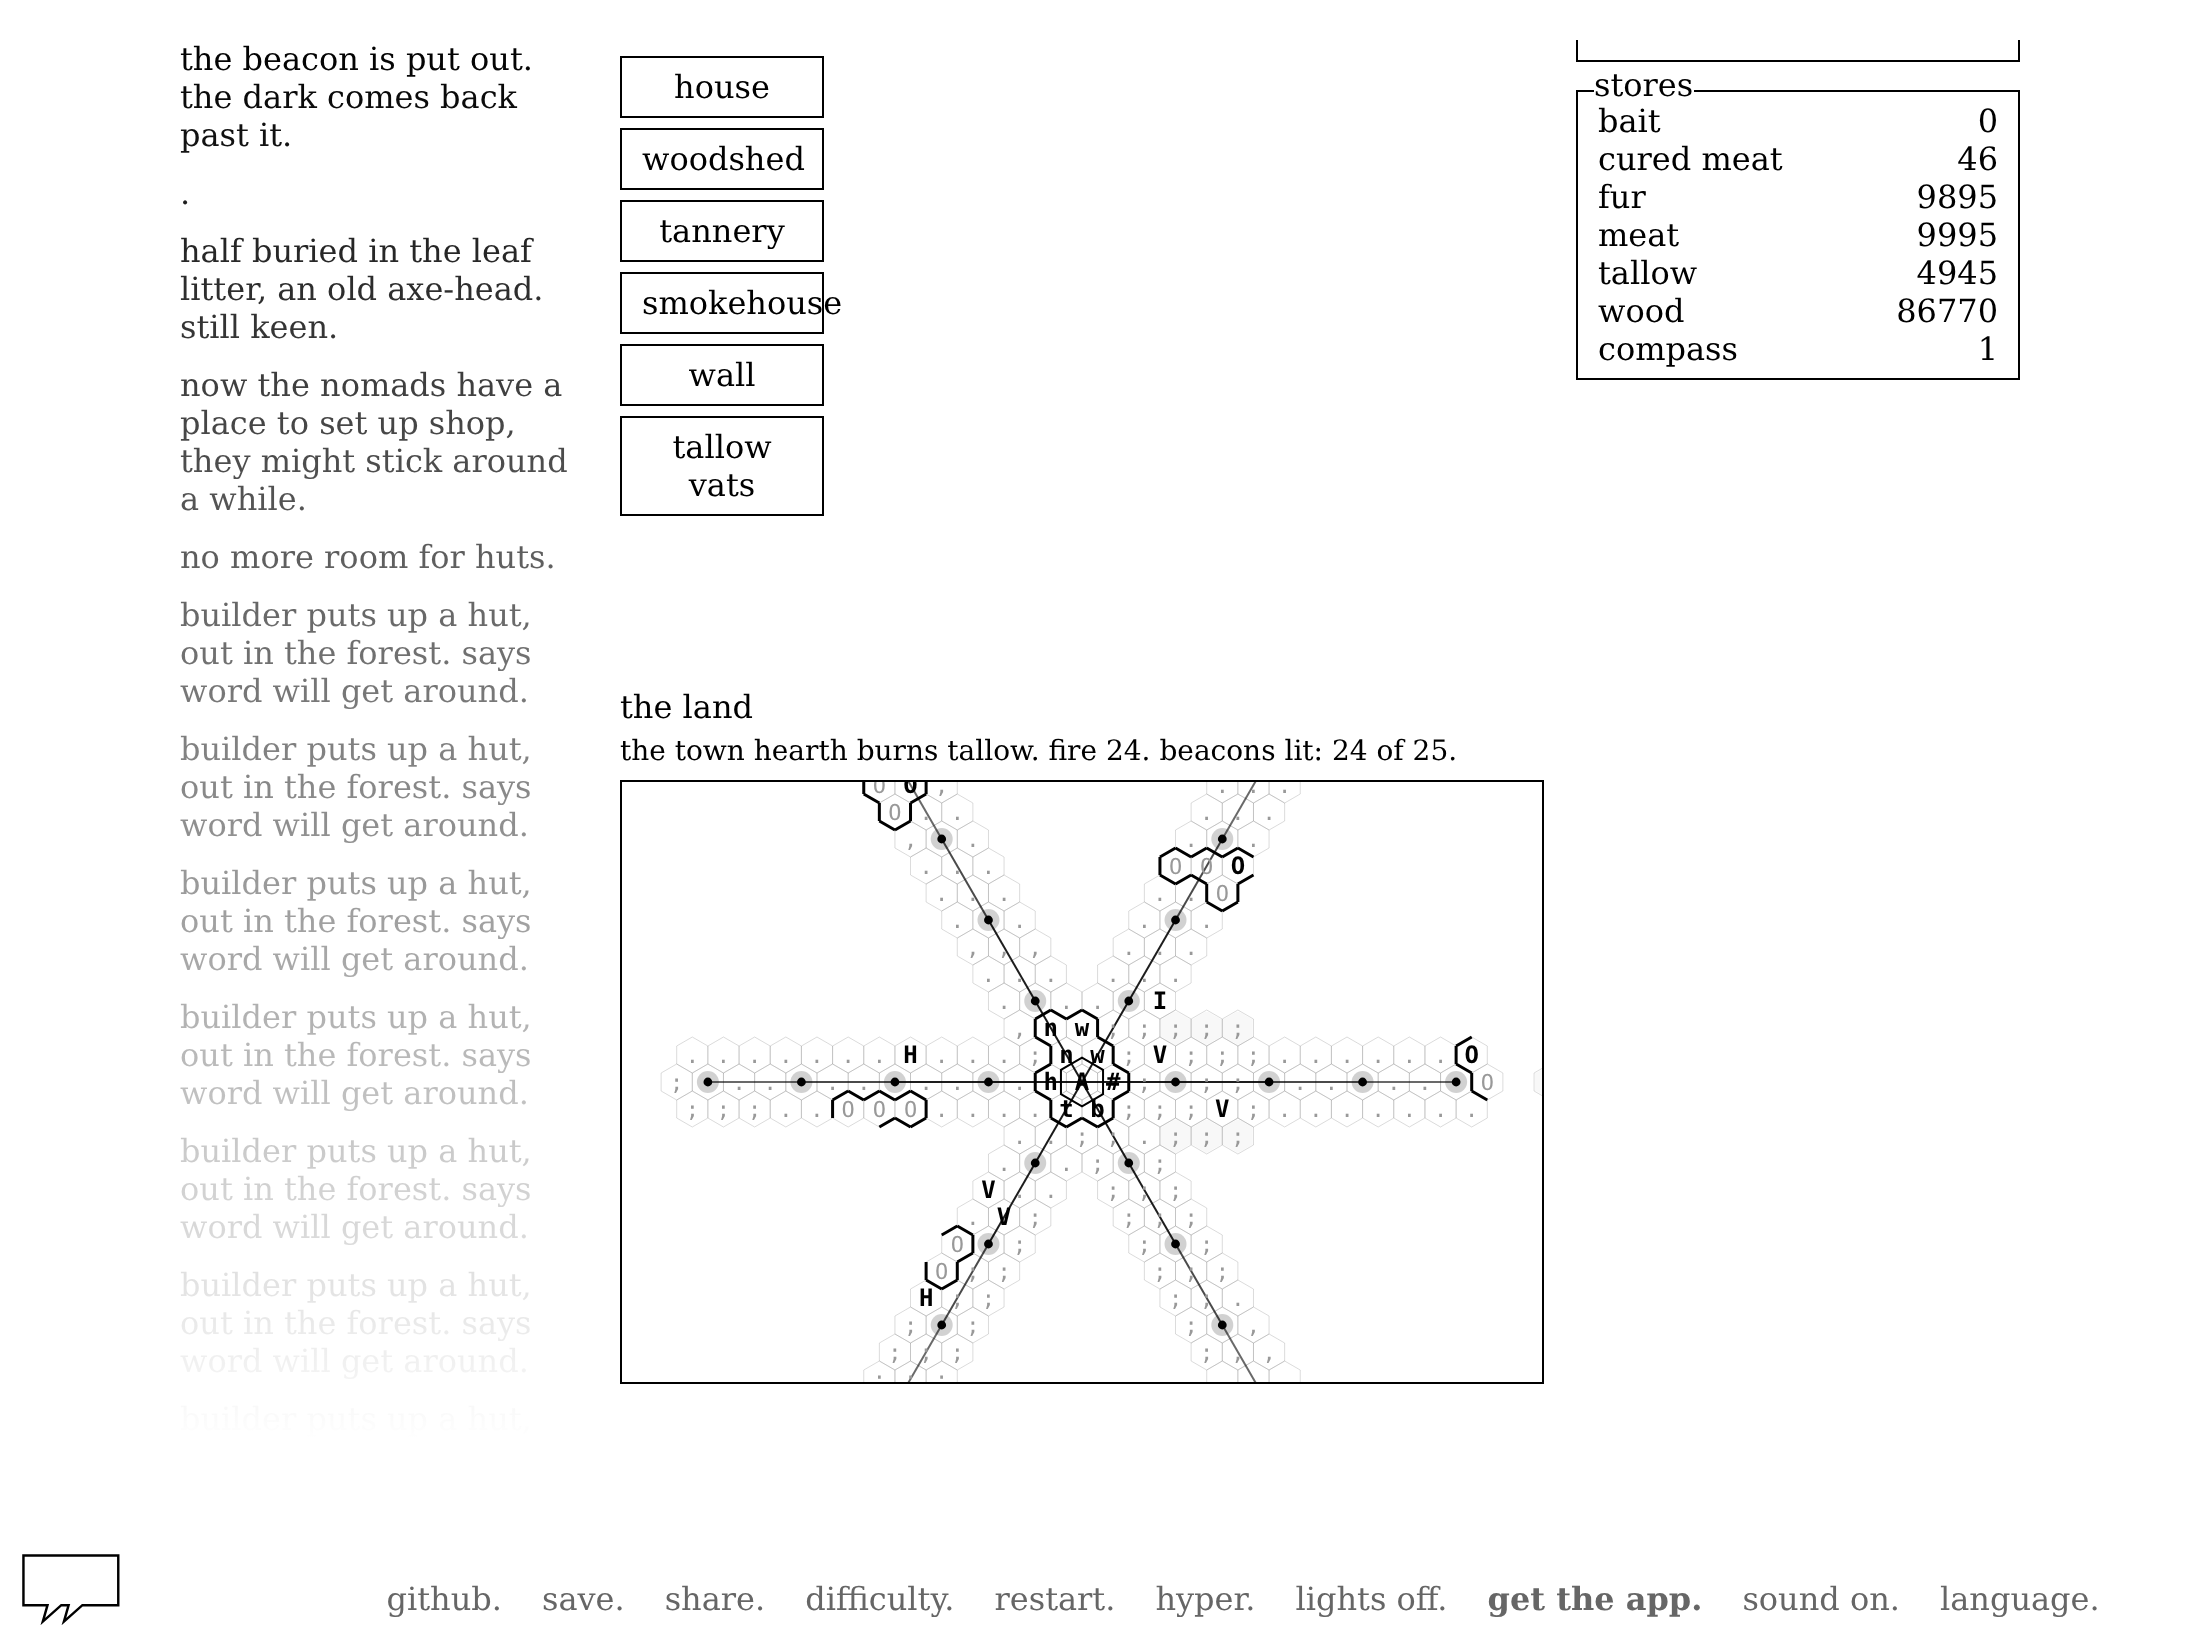 the beacon is put out.
the dark comes back
past it.
.
half buried in the leaf
litter, an old axe-head.
still keen.
now the nomads have a
place to set up shop,
they might stick around
a while.
no more room for huts.
builder puts up a hut,
out in the forest. says
word will get around.
builder puts up a hut,
out in the forest. says
word will get around.
builder puts up a hut,
out in the forest. says
word will get around.
builder puts up a hut,
out in the forest. says
word will get around.
builder puts up a hut,
out in the forest. says
word will get around.
builder puts up a hut,
out in the forest. says
word will get around.
builder puts up a hut,
house
woodshed
tannery
smokehouse
wall
tallow
vats
stores
bait 0
cured meat 46
fur 9895
meat 9995
tallow 4945
wood 86770
compass 1
the land
the town hearth burns tallow. fire 24. beacons lit: 24 of 25.
O O
O
O O O
O
I
n w
H n w V O
h A # O
O O O t b V
V
V
O
O
H
github. save. share. difficulty. restart. hyper. lights off. get the app. sound on. language.